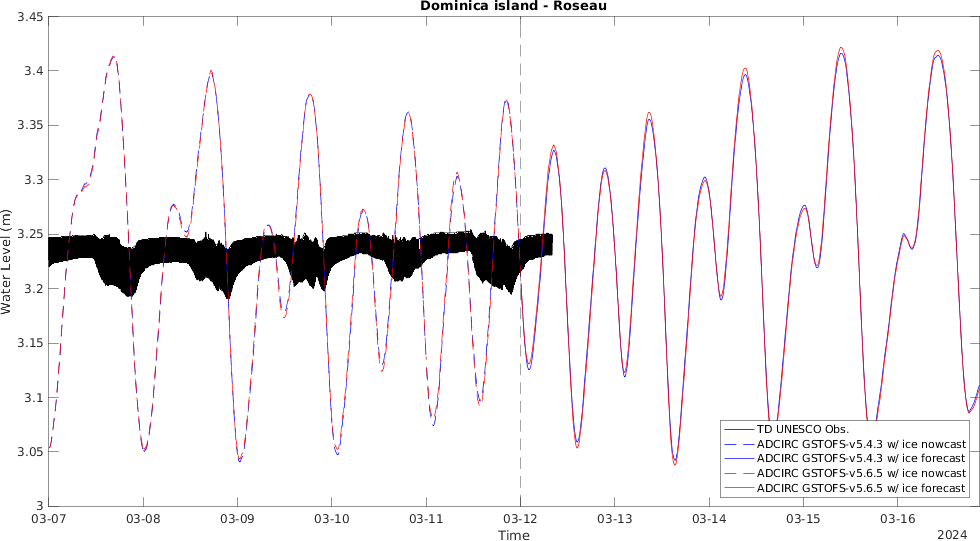 Dominica island - Roseau
3.45
3.4
3.35
3.3
3.25
3.2
3.15
3.1
3.05
3
Water Level (m)
03-07 03-08 03-09 03-10 03-11 03-12 03-13 03-14 03-15 03-16
Time
2024
TD UNESCO Obs.
ADCIRC GSTOFS-v5.4.3 w/ ice nowcast
ADCIRC GSTOFS-v5.4.3 w/ ice forecast
ADCIRC GSTOFS-v5.6.5 w/ ice nowcast
ADCIRC GSTOFS-v5.6.5 w/ ice forecast